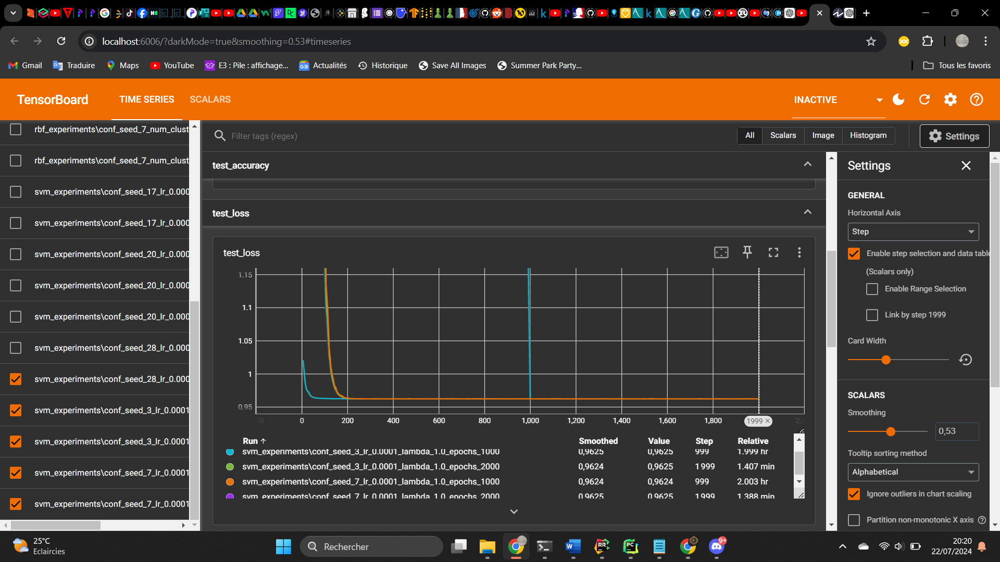 localhost:6006/?darkMode=true&smoothing=0.53#timeseries
Gmail
Traduire
Maps
YouTube
E3 : Pile : affichage...
Actualités
Historique
Save All Images
Summer Park Party...
Tous les favoris
TensorBoard
TIME SERIES
SCALARS
INACTIVE
rbf_experiments\conf_seed_7_num_clust
rbf_experiments\conf_seed_7_num_clust
svm_experiments\conf_seed_17_lr_0.000
svm_experiments\conf_seed_17_lr_0.000
svm_experiments\conf_seed_20_lr_0.000
svm_experiments\conf_seed_20_lr_0.000
svm_experiments\conf_seed_20_lr_0.000
svm_experiments\conf_seed_28_lr_0.000
svm_experiments\conf_seed_28_lr_0.000
svm_experiments\conf_seed_3_lr_0.0001
svm_experiments\conf_seed_3_lr_0.0001
svm_experiments\conf_seed_7_lr_0.0001
svm_experiments\conf_seed_7_lr_0.0001
Filter tags (regex)
All
Scalars
Image
Histogram
Settings
test_accuracy
test_loss
test_loss
1.15
1.1
1.05
1
0.95
0
200
400
600
800
1,000
1,200
1,400
1,600
1,800
1999 ×
Run ↑ Smoothed Value Step Relative
svm_experiments\conf_seed_3_lr_0.0001_lambda_1.0_epochs_1000 0,9625 0,9625 999 1.999 hr
svm_experiments\conf_seed_3_lr_0.0001_lambda_1.0_epochs_2000 0,9624 0,9625 1 999 1.407 min
svm_experiments\conf_seed_7_lr_0.0001_lambda_1.0_epochs_1000 0,9624 0,9624 999 2.003 hr
svm_experiments\conf_seed_7_lr_0.0001_lambda_1.0_epochs_2000 0,9625 0,9625 1 999 1.388 min
Settings
GENERAL
Horizontal Axis
Step
Enable step selection and data table
(Scalars only)
Enable Range Selection
Link by step 1999
Card Width
SCALARS
Smoothing
0,53
Tooltip sorting method
Alphabetical
Ignore outliers in chart scaling
Partition non-monotonic X axis
25°C
Eclaircies
Rechercher
9+
20:20
22/07/2024